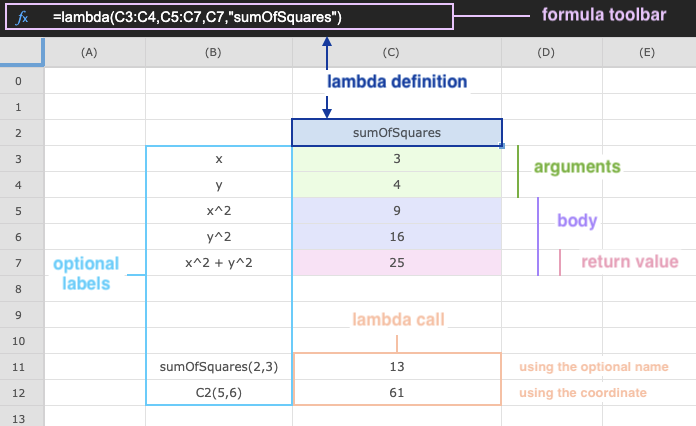 fx =lambda(C3:C4,C5:C7,C7,"sumOfSquares") formula toolbar
(A) (B) (C) (D) (E)
0
lambda definition
1
2 sumOfSquares
3 x 3
arguments
4 y 4
5 x^2 9
body
6 y^2 16
7 x^2 + y^2 25 return value
optional
labels
8
9
lambda call
10
11 sumOfSquares(2,3) 13 using the optional name
12 C2(5,6) 61 using the coordinate
13